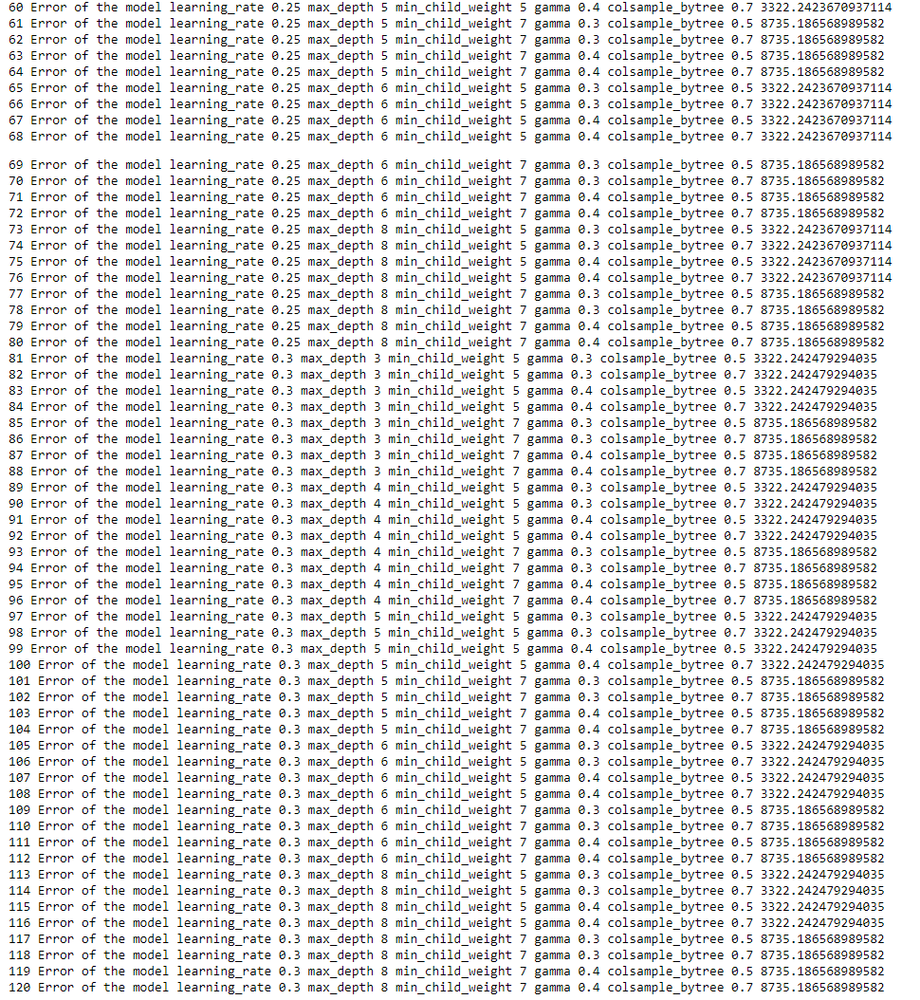 60 Error of the model learning_rate 0.25 max_depth 5 min_child_weight 5 gamma 0.4 colsample_bytree 0.7 3322.2423670937114
61 Error of the model learning_rate 0.25 max_depth 5 min_child_weight 7 gamma 0.3 colsample_bytree 0.5 8735.186568989582
62 Error of the model learning_rate 0.25 max_depth 5 min_child_weight 7 gamma 0.3 colsample_bytree 0.7 8735.186568989582
63 Error of the model learning_rate 0.25 max_depth 5 min_child_weight 7 gamma 0.4 colsample_bytree 0.5 8735.186568989582
64 Error of the model learning_rate 0.25 max_depth 5 min_child_weight 7 gamma 0.4 colsample_bytree 0.7 8735.186568989582
65 Error of the model learning_rate 0.25 max_depth 6 min_child_weight 5 gamma 0.3 colsample_bytree 0.5 3322.2423670937114
66 Error of the model learning_rate 0.25 max_depth 6 min_child_weight 5 gamma 0.3 colsample_bytree 0.7 3322.2423670937114
67 Error of the model learning_rate 0.25 max_depth 6 min_child_weight 5 gamma 0.4 colsample_bytree 0.5 3322.2423670937114
68 Error of the model learning_rate 0.25 max_depth 6 min_child_weight 5 gamma 0.4 colsample_bytree 0.7 3322.2423670937114
69 Error of the model learning_rate 0.25 max_depth 6 min_child_weight 7 gamma 0.3 colsample_bytree 0.5 8735.186568989582
70 Error of the model learning_rate 0.25 max_depth 6 min_child_weight 7 gamma 0.3 colsample_bytree 0.7 8735.186568989582
71 Error of the model learning_rate 0.25 max_depth 6 min_child_weight 7 gamma 0.4 colsample_bytree 0.5 8735.186568989582
72 Error of the model learning_rate 0.25 max_depth 6 min_child_weight 7 gamma 0.4 colsample_bytree 0.7 8735.186568989582
73 Error of the model learning_rate 0.25 max_depth 8 min_child_weight 5 gamma 0.3 colsample_bytree 0.5 3322.2423670937114
74 Error of the model learning_rate 0.25 max_depth 8 min_child_weight 5 gamma 0.3 colsample_bytree 0.7 3322.2423670937114
75 Error of the model learning_rate 0.25 max_depth 8 min_child_weight 5 gamma 0.4 colsample_bytree 0.5 3322.2423670937114
76 Error of the model learning_rate 0.25 max_depth 8 min_child_weight 5 gamma 0.4 colsample_bytree 0.7 3322.2423670937114
77 Error of the model learning_rate 0.25 max_depth 8 min_child_weight 7 gamma 0.3 colsample_bytree 0.5 8735.186568989582
78 Error of the model learning_rate 0.25 max_depth 8 min_child_weight 7 gamma 0.3 colsample_bytree 0.7 8735.186568989582
79 Error of the model learning_rate 0.25 max_depth 8 min_child_weight 7 gamma 0.4 colsample_bytree 0.5 8735.186568989582
80 Error of the model learning_rate 0.25 max_depth 8 min_child_weight 7 gamma 0.4 colsample_bytree 0.7 8735.186568989582
81 Error of the model learning_rate 0.3 max_depth 3 min_child_weight 5 gamma 0.3 colsample_bytree 0.5 3322.242479294035
82 Error of the model learning_rate 0.3 max_depth 3 min_child_weight 5 gamma 0.3 colsample_bytree 0.7 3322.242479294035
83 Error of the model learning_rate 0.3 max_depth 3 min_child_weight 5 gamma 0.4 colsample_bytree 0.5 3322.242479294035
84 Error of the model learning_rate 0.3 max_depth 3 min_child_weight 5 gamma 0.4 colsample_bytree 0.7 3322.242479294035
85 Error of the model learning_rate 0.3 max_depth 3 min_child_weight 7 gamma 0.3 colsample_bytree 0.5 8735.186568989582
86 Error of the model learning_rate 0.3 max_depth 3 min_child_weight 7 gamma 0.3 colsample_bytree 0.7 8735.186568989582
87 Error of the model learning_rate 0.3 max_depth 3 min_child_weight 7 gamma 0.4 colsample_bytree 0.5 8735.186568989582
88 Error of the model learning_rate 0.3 max_depth 3 min_child_weight 7 gamma 0.4 colsample_bytree 0.7 8735.186568989582
89 Error of the model learning_rate 0.3 max_depth 4 min_child_weight 5 gamma 0.3 colsample_bytree 0.5 3322.242479294035
90 Error of the model learning_rate 0.3 max_depth 4 min_child_weight 5 gamma 0.3 colsample_bytree 0.7 3322.242479294035
91 Error of the model learning_rate 0.3 max_depth 4 min_child_weight 5 gamma 0.4 colsample_bytree 0.5 3322.242479294035
92 Error of the model learning_rate 0.3 max_depth 4 min_child_weight 5 gamma 0.4 colsample_bytree 0.7 3322.242479294035
93 Error of the model learning_rate 0.3 max_depth 4 min_child_weight 7 gamma 0.3 colsample_bytree 0.5 8735.186568989582
94 Error of the model learning_rate 0.3 max_depth 4 min_child_weight 7 gamma 0.3 colsample_bytree 0.7 8735.186568989582
95 Error of the model learning_rate 0.3 max_depth 4 min_child_weight 7 gamma 0.4 colsample_bytree 0.5 8735.186568989582
96 Error of the model learning_rate 0.3 max_depth 4 min_child_weight 7 gamma 0.4 colsample_bytree 0.7 8735.186568989582
97 Error of the model learning_rate 0.3 max_depth 5 min_child_weight 5 gamma 0.3 colsample_bytree 0.5 3322.242479294035
98 Error of the model learning_rate 0.3 max_depth 5 min_child_weight 5 gamma 0.3 colsample_bytree 0.7 3322.242479294035
99 Error of the model learning_rate 0.3 max_depth 5 min_child_weight 5 gamma 0.4 colsample_bytree 0.5 3322.242479294035
100 Error of the model learning_rate 0.3 max_depth 5 min_child_weight 5 gamma 0.4 colsample_bytree 0.7 3322.242479294035
101 Error of the model learning_rate 0.3 max_depth 5 min_child_weight 7 gamma 0.3 colsample_bytree 0.5 8735.186568989582
102 Error of the model learning_rate 0.3 max_depth 5 min_child_weight 7 gamma 0.3 colsample_bytree 0.7 8735.186568989582
103 Error of the model learning_rate 0.3 max_depth 5 min_child_weight 7 gamma 0.4 colsample_bytree 0.5 8735.186568989582
104 Error of the model learning_rate 0.3 max_depth 5 min_child_weight 7 gamma 0.4 colsample_bytree 0.7 8735.186568989582
105 Error of the model learning_rate 0.3 max_depth 6 min_child_weight 5 gamma 0.3 colsample_bytree 0.5 3322.242479294035
106 Error of the model learning_rate 0.3 max_depth 6 min_child_weight 5 gamma 0.3 colsample_bytree 0.7 3322.242479294035
107 Error of the model learning_rate 0.3 max_depth 6 min_child_weight 5 gamma 0.4 colsample_bytree 0.5 3322.242479294035
108 Error of the model learning_rate 0.3 max_depth 6 min_child_weight 5 gamma 0.4 colsample_bytree 0.7 3322.242479294035
109 Error of the model learning_rate 0.3 max_depth 6 min_child_weight 7 gamma 0.3 colsample_bytree 0.5 8735.186568989582
110 Error of the model learning_rate 0.3 max_depth 6 min_child_weight 7 gamma 0.3 colsample_bytree 0.7 8735.186568989582
111 Error of the model learning_rate 0.3 max_depth 6 min_child_weight 7 gamma 0.4 colsample_bytree 0.5 8735.186568989582
112 Error of the model learning_rate 0.3 max_depth 6 min_child_weight 7 gamma 0.4 colsample_bytree 0.7 8735.186568989582
113 Error of the model learning_rate 0.3 max_depth 8 min_child_weight 5 gamma 0.3 colsample_bytree 0.5 3322.242479294035
114 Error of the model learning_rate 0.3 max_depth 8 min_child_weight 5 gamma 0.3 colsample_bytree 0.7 3322.242479294035
115 Error of the model learning_rate 0.3 max_depth 8 min_child_weight 5 gamma 0.4 colsample_bytree 0.5 3322.242479294035
116 Error of the model learning_rate 0.3 max_depth 8 min_child_weight 5 gamma 0.4 colsample_bytree 0.7 3322.242479294035
117 Error of the model learning_rate 0.3 max_depth 8 min_child_weight 7 gamma 0.3 colsample_bytree 0.5 8735.186568989582
118 Error of the model learning_rate 0.3 max_depth 8 min_child_weight 7 gamma 0.3 colsample_bytree 0.7 8735.186568989582
119 Error of the model learning_rate 0.3 max_depth 8 min_child_weight 7 gamma 0.4 colsample_bytree 0.5 8735.186568989582
120 Error of the model learning_rate 0.3 max_depth 8 min_child_weight 7 gamma 0.4 colsample_bytree 0.7 8735.186568989582